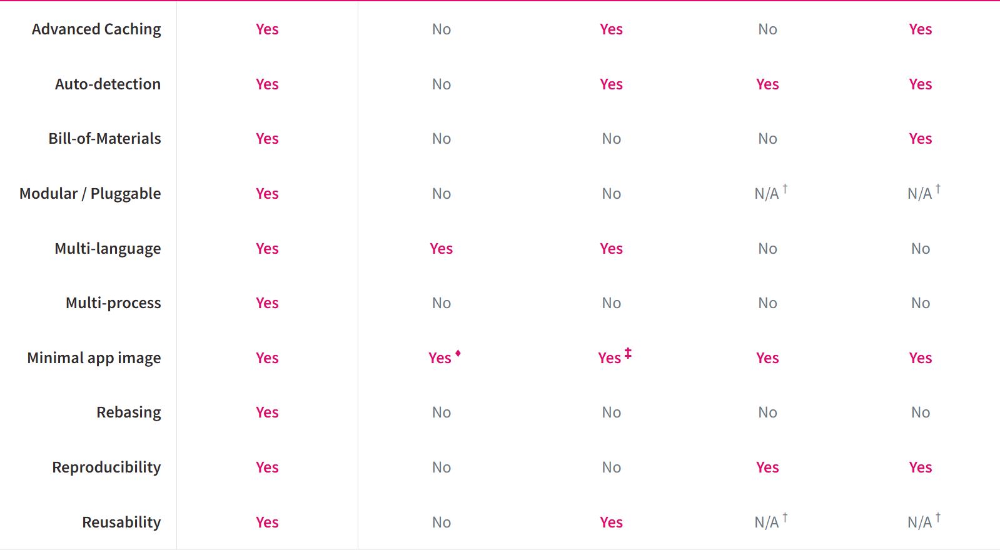 Advanced Caching Yes No Yes No Yes
Auto-detection Yes No Yes Yes Yes
Bill-of-Materials Yes No No No Yes
Modular / Pluggable Yes No No N/A † N/A †
Multi-language Yes Yes Yes No No
Multi-process Yes No No No No
Minimal app image Yes Yes ♦ Yes ‡ Yes Yes
Rebasing Yes No No No No
Reproducibility Yes No No Yes Yes
Reusability Yes No Yes N/A † N/A †